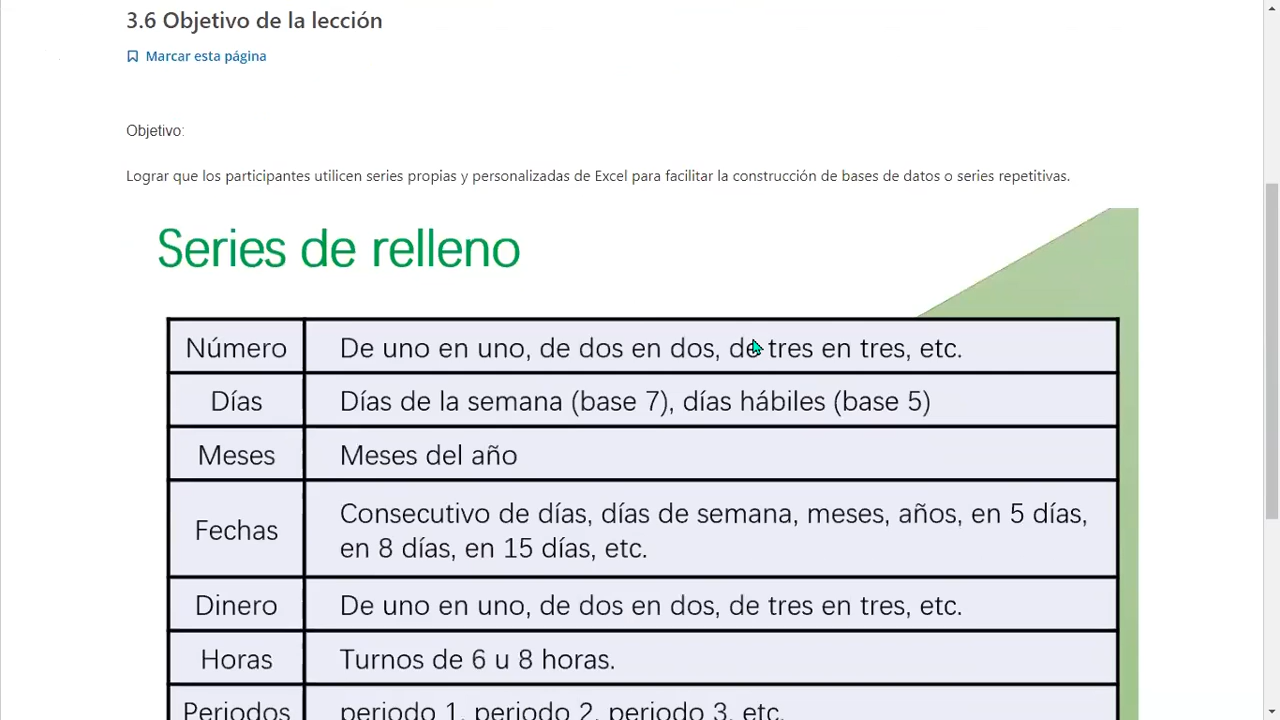 3.6 Objetivo de la lección
Marcar esta página
Objetivo:
Lograr que los participantes utilicen series propias y personalizadas de Excel para facilitar la construcción de bases de datos o series repetitivas.
Series de relleno
Número
De uno en uno, de dos en dos, de tres en tres, etc.
Días
Días de la semana (base 7), días hábiles (base 5)
Meses
Meses del año
Fechas
Consecutivo de días, días de semana, meses, años, en 5 días,
en 8 días, en 15 días, etc.
Dinero
De uno en uno, de dos en dos, de tres en tres, etc.
Horas
Turnos de 6 u 8 horas.
Periodos
periodo 1, periodo 2, periodo 3, etc.